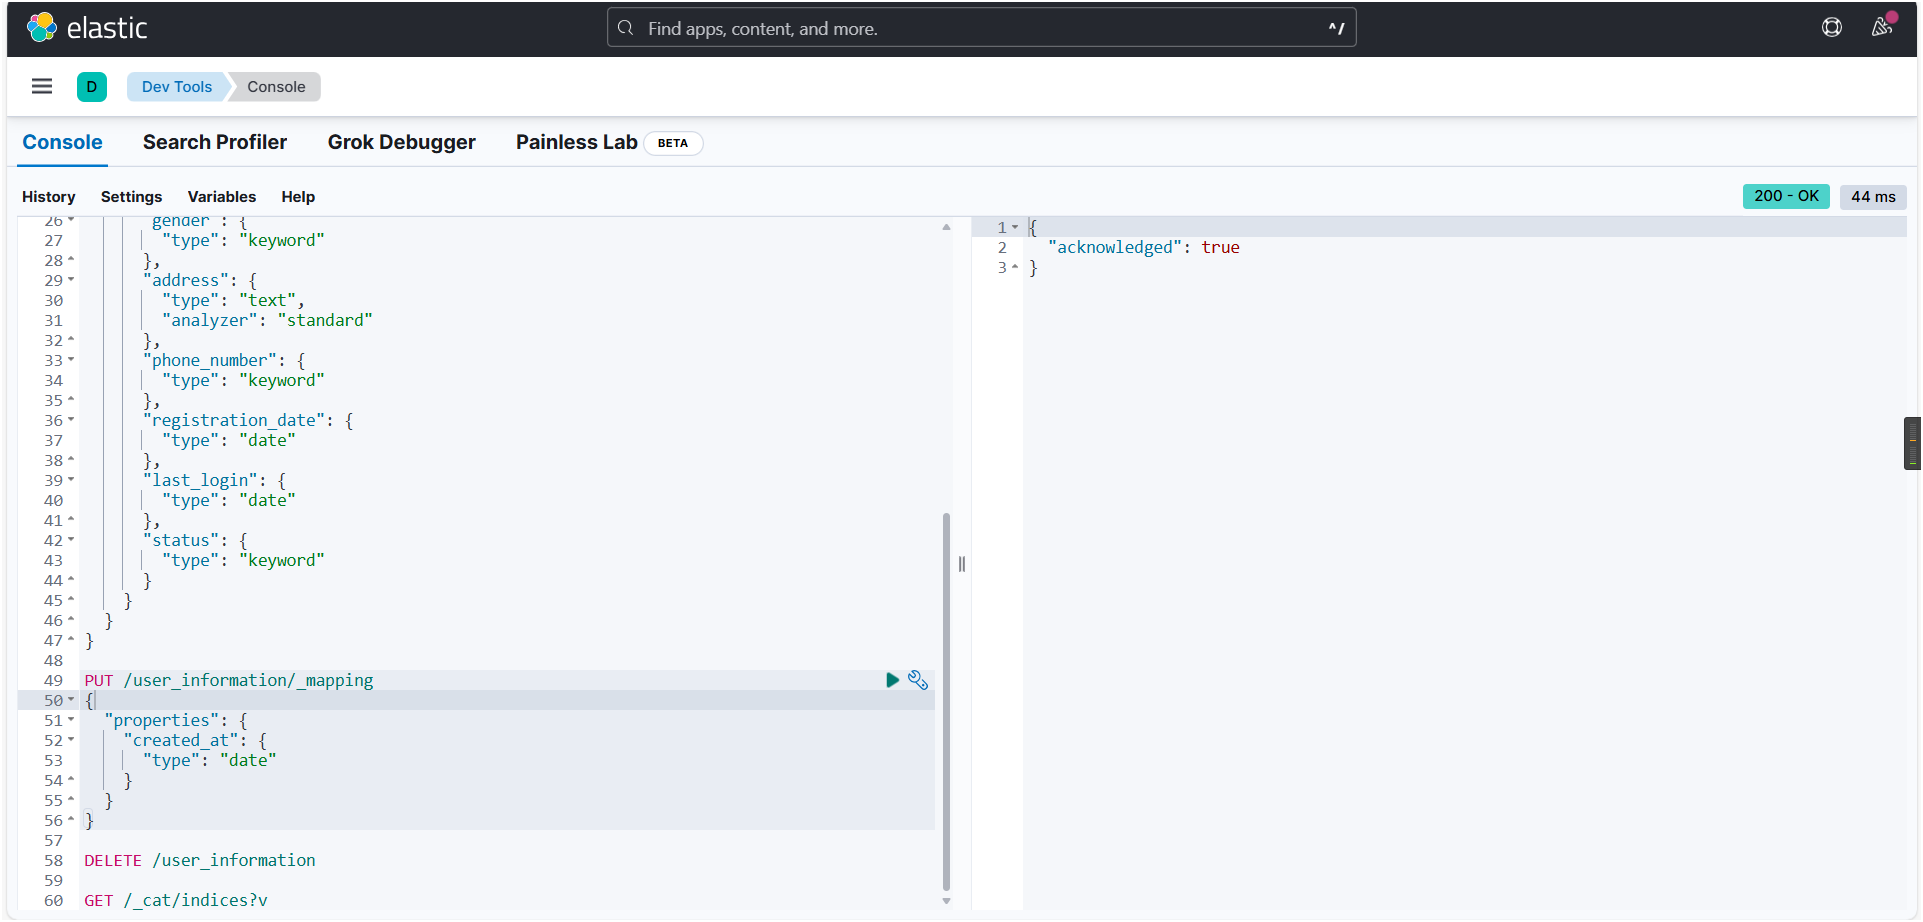 elastic
Find apps, content, and more.
^/
D
Dev Tools
Console
Console
Search Profiler
Grok Debugger
Painless Lab
BETA
History
Settings
Variables
Help
200 - OK
44 ms
26 "gender": {
27 "type": "keyword"
28 },
29 "address": {
30 "type": "text",
31 "analyzer": "standard"
32 },
33 "phone_number": {
34 "type": "keyword"
35 },
36 "registration_date": {
37 "type": "date"
38 },
39 "last_login": {
40 "type": "date"
41 },
42 "status": {
43 "type": "keyword"
44 }
45 }
46 }
47 }
48
49 PUT /user_information/_mapping
50 {
51 "properties": {
52 "created_at": {
53 "type": "date"
54 }
55 }
56 }
57
58 DELETE /user_information
59
60 GET /_cat/indices?v
1 {
2 "acknowledged": true
3 }